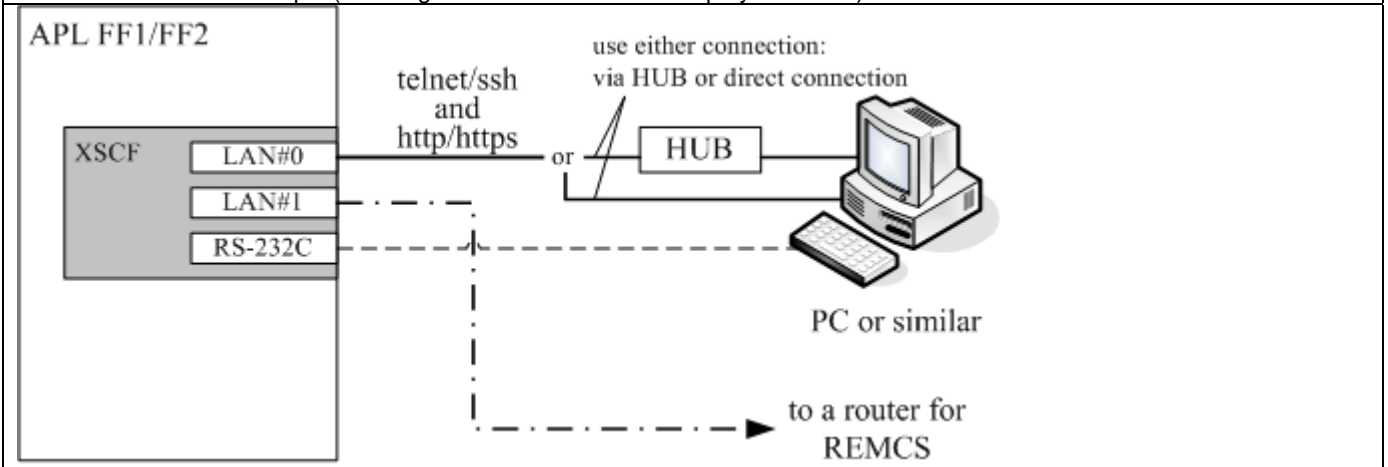 APL FF1/FF2
use either connection:
via HUB or direct connection
telnet/ssh
and
http/https
XSCF
LAN#0
or
HUB
LAN#1
RS-232C
PC or similar
to a router for
REMCS